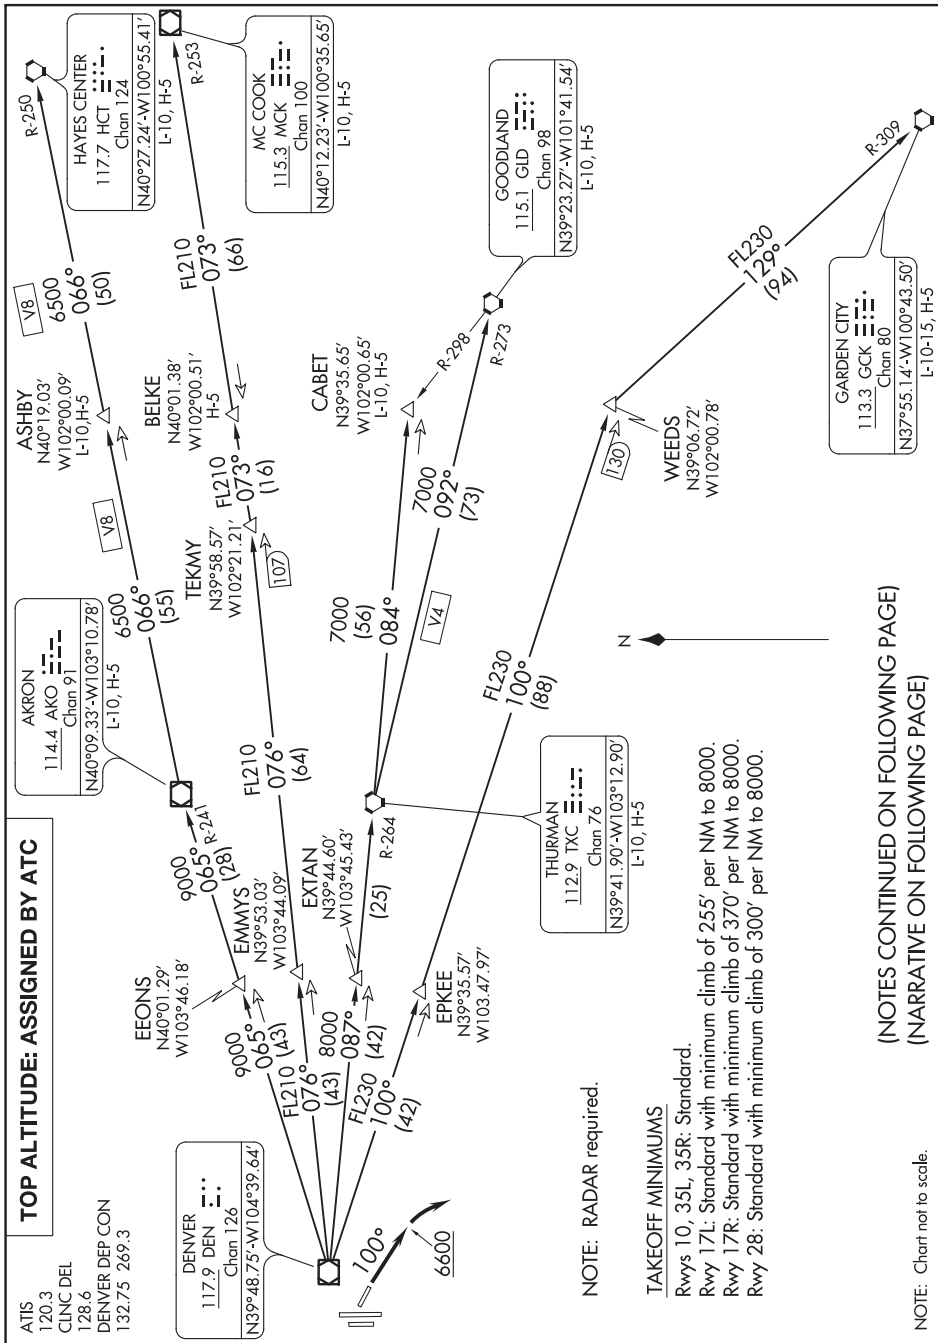 TOP ALTITUDE: ASSIGNED BY ATC
ATIS
120.3
CLNC DEL
128.6
DENVER DEP CON
132.75 269.3
DENVER
117.9 DEN
Chan 126
N39°48.75'-W104°39.64'
100°
6600
9000
065°
(43)
FL210
076°
(43)
8000
087°
(42)
FL230
100°
(42)
EEONS
N40°01.29'
W103°46.18'
EMMYS
N39°53.03'
W103°44.09'
EXTAN
N39°44.60'
W103°45.43'
EPKEE
N39°35.57'
W103.47.97'
9000
065°
(28)
R-241
AKRON
114.4 AKO
Chan 91
N40°09.33'-W103°10.78'
L-10, H-5
6500
066°
(55)
V8
ASHBY
N40°19.03'
W102°00.09'
L-10,H-5
V8
6500
066°
(50)
R-250
HAYES CENTER
117.7 HCT
Chan 124
N40°27.24'-W100°55.41'
L-10, H-5
FL210
076°
(64)
107
TEKMY
N39°58.57'
W102°21.21'
FL210
073°
(16)
BELKE
N40°01.38'
W102°00.51'
H-5
FL210
073°
(66)
R-253
MC COOK
115.3 MCK
Chan 100
N40°12.23'-W100°35.65'
L-10, H-5
(25)
R-264
THURMAN
112.9 TXC
Chan 76
N39°41.90'-W103°12.90'
L-10, H-5
7000
(56)
084°
CABET
N39°35.65'
W102°00.65'
L-10, H-5
V4
7000
092°
(73)
R-298
R-273
GOODLAND
115.1 GLD
Chan 98
N39°23.27'-W101°41.54'
L-10, H-5
FL230
100°
(88)
130
WEEDS
N39°06.72'
W102°00.78'
FL230
129°
(94)
R-309
GARDEN CITY
113.3 GCK
Chan 80
N37°55.14'-W100°43.50'
L-10-15, H-5
N
NOTE: RADAR required.
TAKEOFF MINIMUMS
Rwys 10, 35L, 35R: Standard.
Rwy 17L: Standard with minimum climb of 255' per NM to 8000.
Rwy 17R: Standard with minimum climb of 370' per NM to 8000.
Rwy 28: Standard with minimum climb of 300' per NM to 8000.
(NOTES CONTINUED ON FOLLOWING PAGE)
(NARRATIVE ON FOLLOWING PAGE)
NOTE: Chart not to scale.